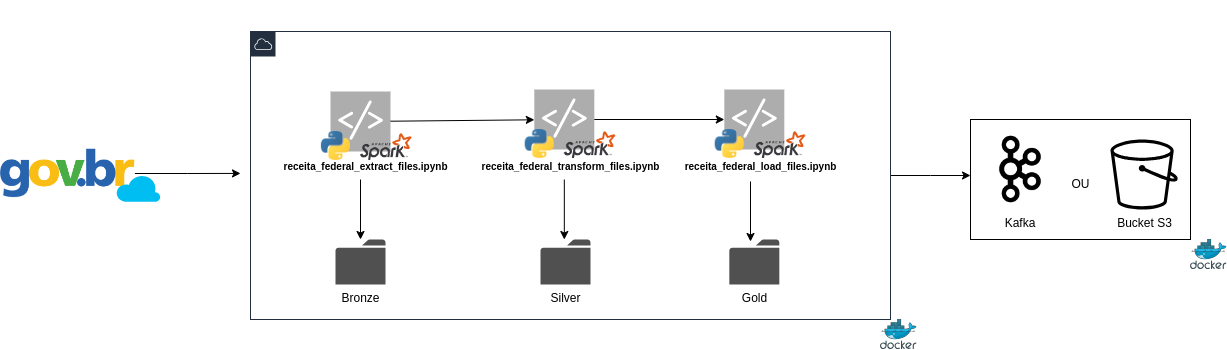 gov.br
APACHE
Spark
APACHE
Spark
APACHE
Spark
receita_federal_extract_files.ipynb
receita_federal_transform_files.ipynb
receita_federal_load_files.ipynb
Bronze
Silver
Gold
docker
OU
Kafka
Bucket S3
docker